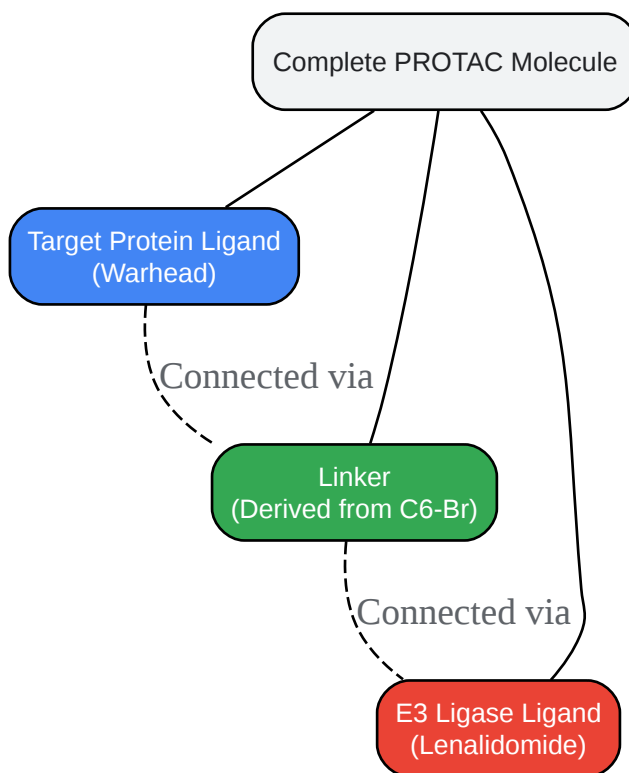 Complete PROTAC Molecule
Target Protein Ligand
(Warhead)
Connected via
Linker
(Derived from C6-Br)
Connected via
E3 Ligase Ligand
(Lenalidomide)